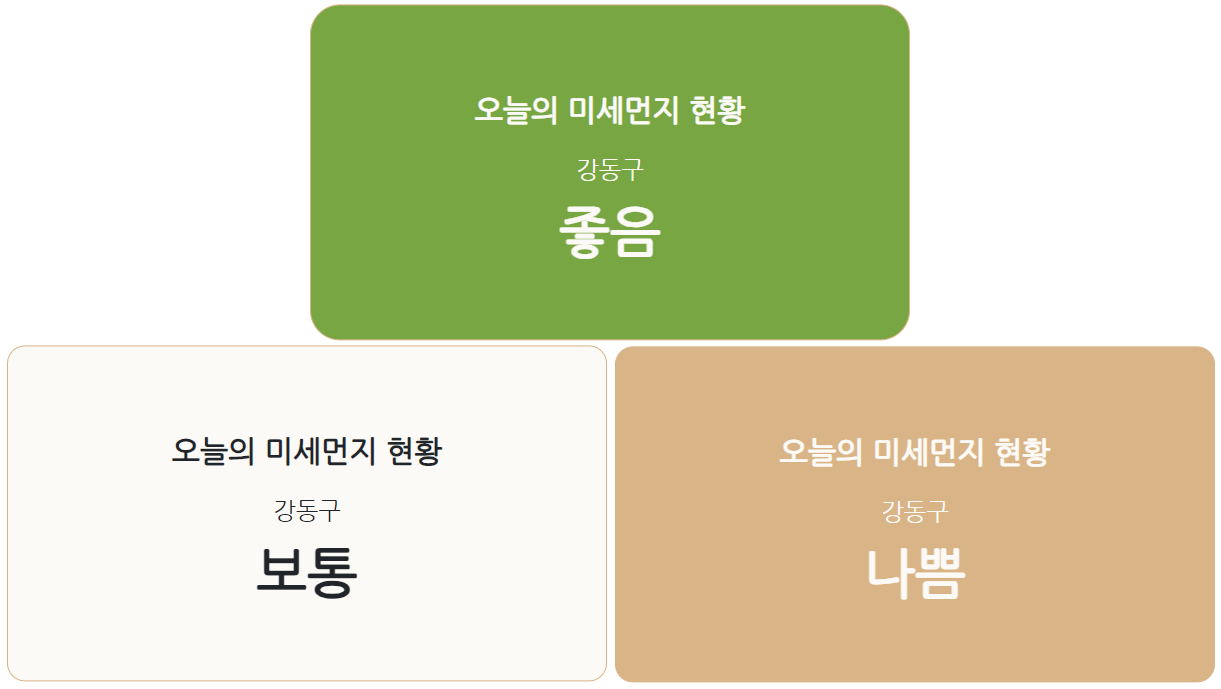 오늘의 미세먼지 현황
강동구
좋음
오늘의 미세먼지 현황
강동구
보통
오늘의 미세먼지 현황
강동구
나쁨